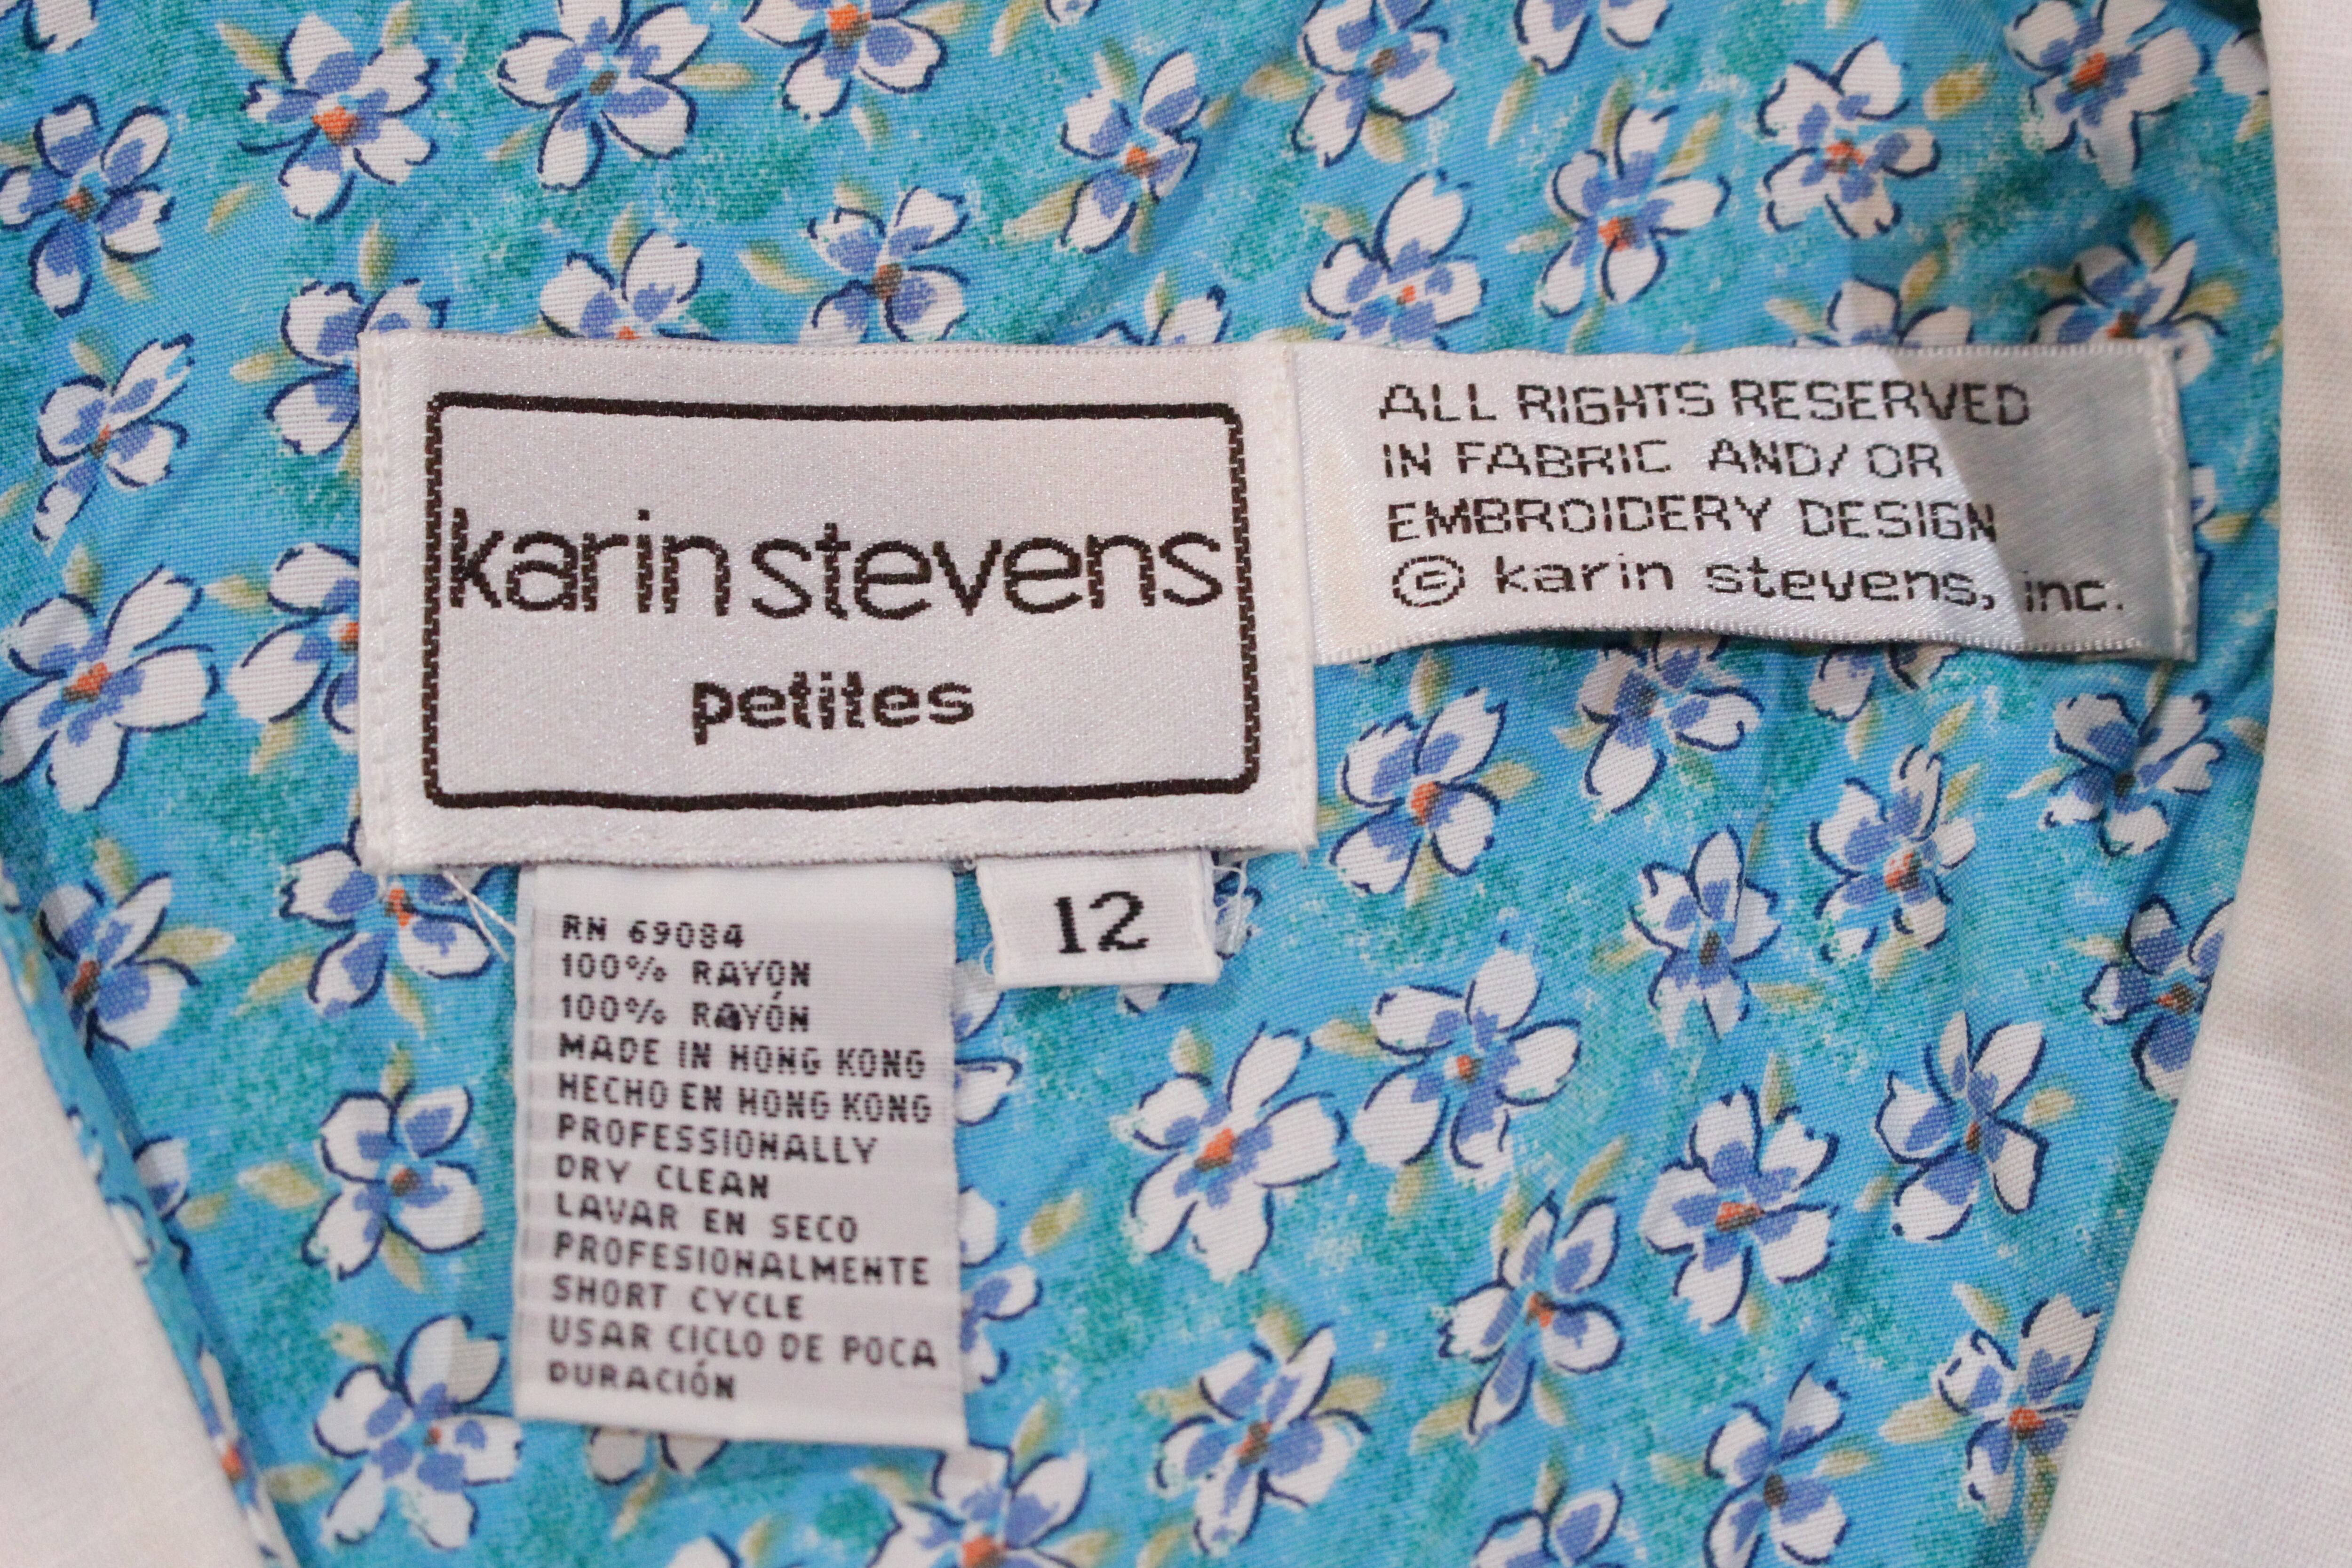 karin stevens
petites
ALL RIGHTS RESERVED
IN FABRIC AND/OR
EMBROIDERY DESIGN
© karin stevens, inc.
12
RN 69084
100% RAYON
100% RAYÓN
MADE IN HONG KONG
HECHO EN HONG KONG
PROFESSIONALLY
DRY CLEAN
LAVAR EN SECO
PROFESIONALMENTE
SHORT CYCLE
USAR CICLO DE POCA
DURACIÓN